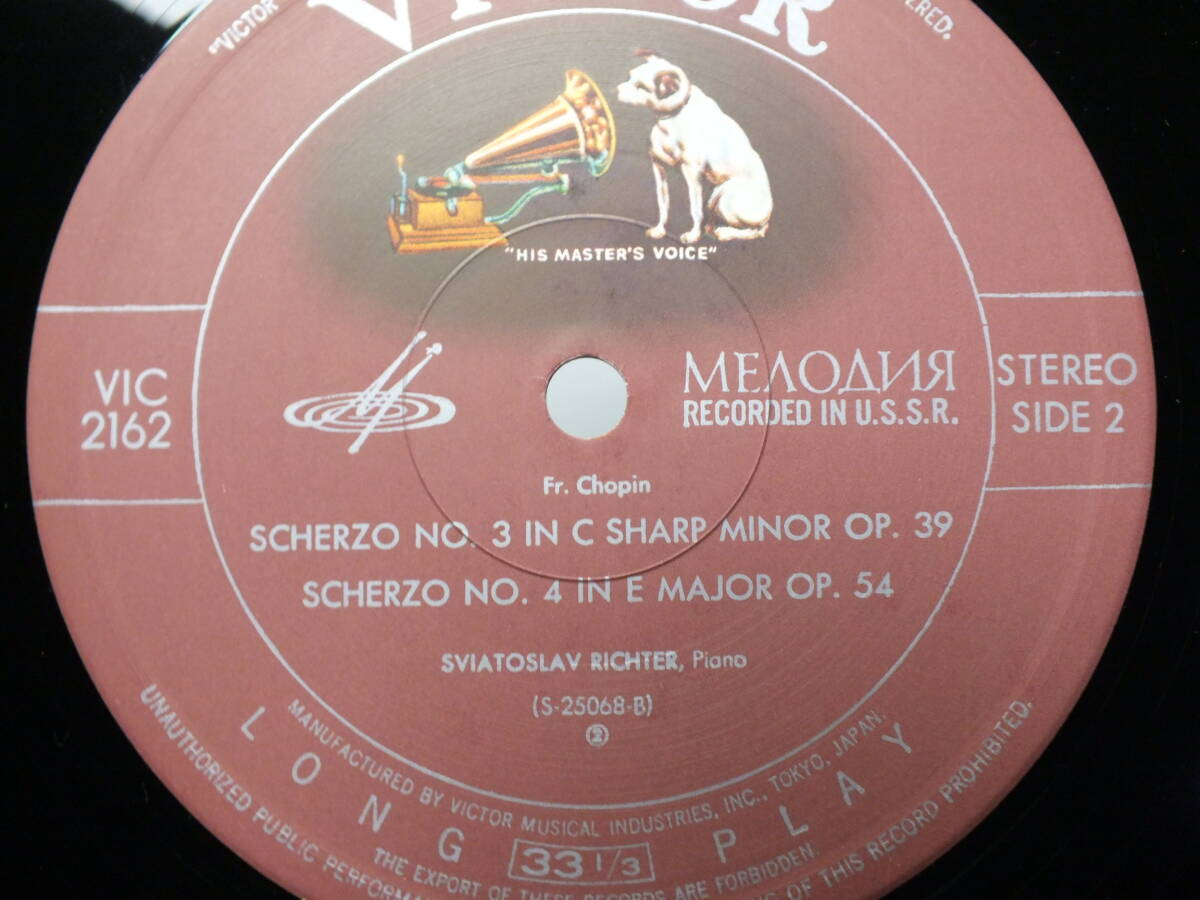 VICTOR
"VICTOR
"HIS MASTER'S VOICE"
VIC
2162
МЕЛОДИЯ
RECORDED IN U.S.S.R.
STEREO
SIDE 2
Fr. Chopin
SCHERZO NO. 3 IN C SHARP MINOR OP. 39
SCHERZO NO. 4 IN E MAJOR OP. 54
SVIATOSLAV RICHTER, Piano
(S-25068-B)
②
MANUFACTURED BY VICTOR MUSICAL INDUSTRIES, INC., TOKYO, JAPAN.
LONG 33 1/3 PLAY
UNAUTHORIZED PUBLIC OF THIS RECORD PROHIBITED.
THE EXPORT OF THESE RECORDS ARE FORBIDDEN